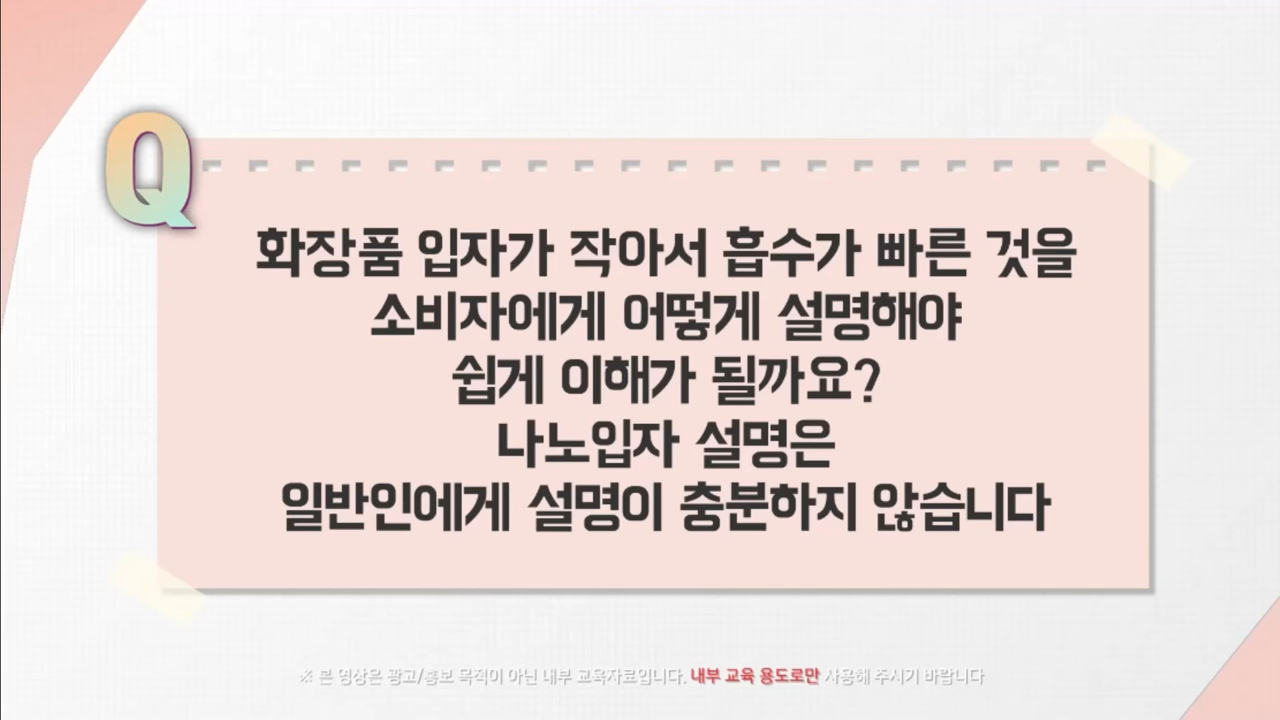 Q
화장품 입자가 작아서 흡수가 빠른 것을
소비자에게 어떻게 설명해야
쉽게 이해가 될까요?
나노입자 설명은
일반인에게 설명이 충분하지 않습니다
※ 본 영상은 광고/홍보 목적이 아닌 내부 교육자료입니다. 내부 교육 용도로만 사용해 주시기 바랍니다